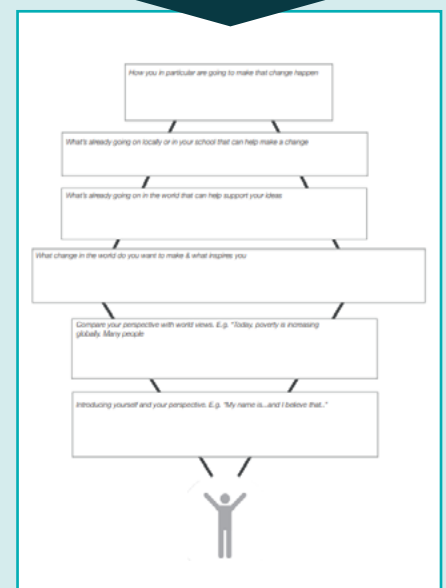 How you in particular are going to make that change happen
What's already going on locally or in your school that can help make a change
What's already going on in the world that can help support your ideas
What change in the world do you want to make & what inspires you
Compare your perspective with world views. E.g. "Today, poverty is increasing
globally. Many people
Introducing yourself and your perspective. E.g. "My name is...and I believe that.."